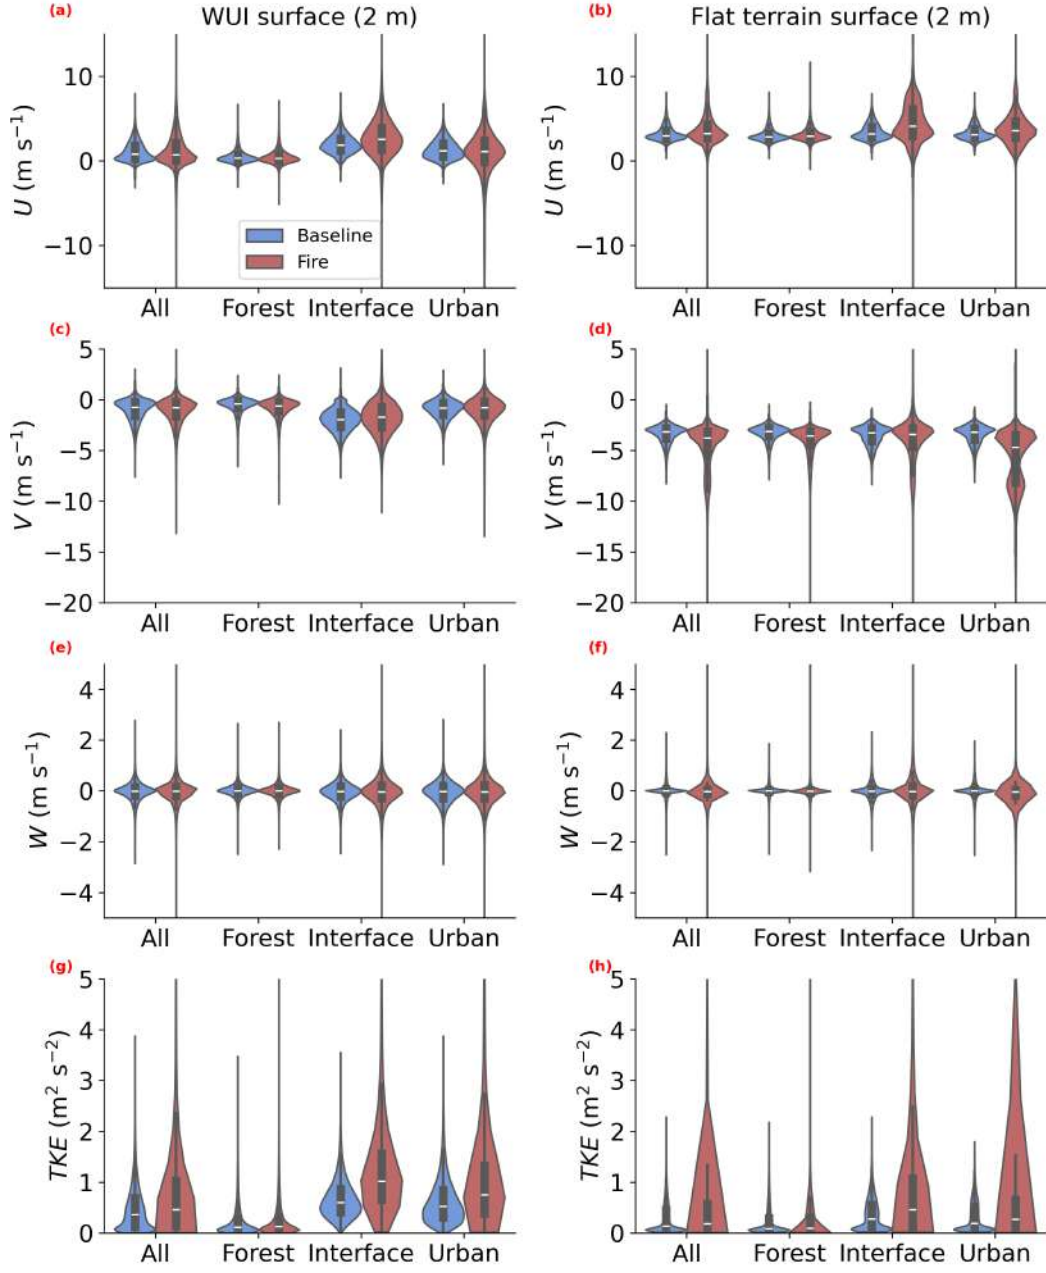 (a) WUI surface (2 m)
(b) Flat terrain surface (2 m)
10
0
−10
U (m s⁻¹)
Baseline
Fire
All Forest Interface Urban
10
0
−10
U (m s⁻¹)
All Forest Interface Urban
(c)
5
0
−5
−10
−15
−20
V (m s⁻¹)
All Forest Interface Urban
(d)
5
0
−5
−10
−15
−20
V (m s⁻¹)
All Forest Interface Urban
(e)
4
2
0
−2
−4
W (m s⁻¹)
All Forest Interface Urban
(f)
4
2
0
−2
−4
W (m s⁻¹)
All Forest Interface Urban
(g)
5
4
3
2
1
0
TKE (m² s⁻²)
All Forest Interface Urban
(h)
5
4
3
2
1
0
TKE (m² s⁻²)
All Forest Interface Urban